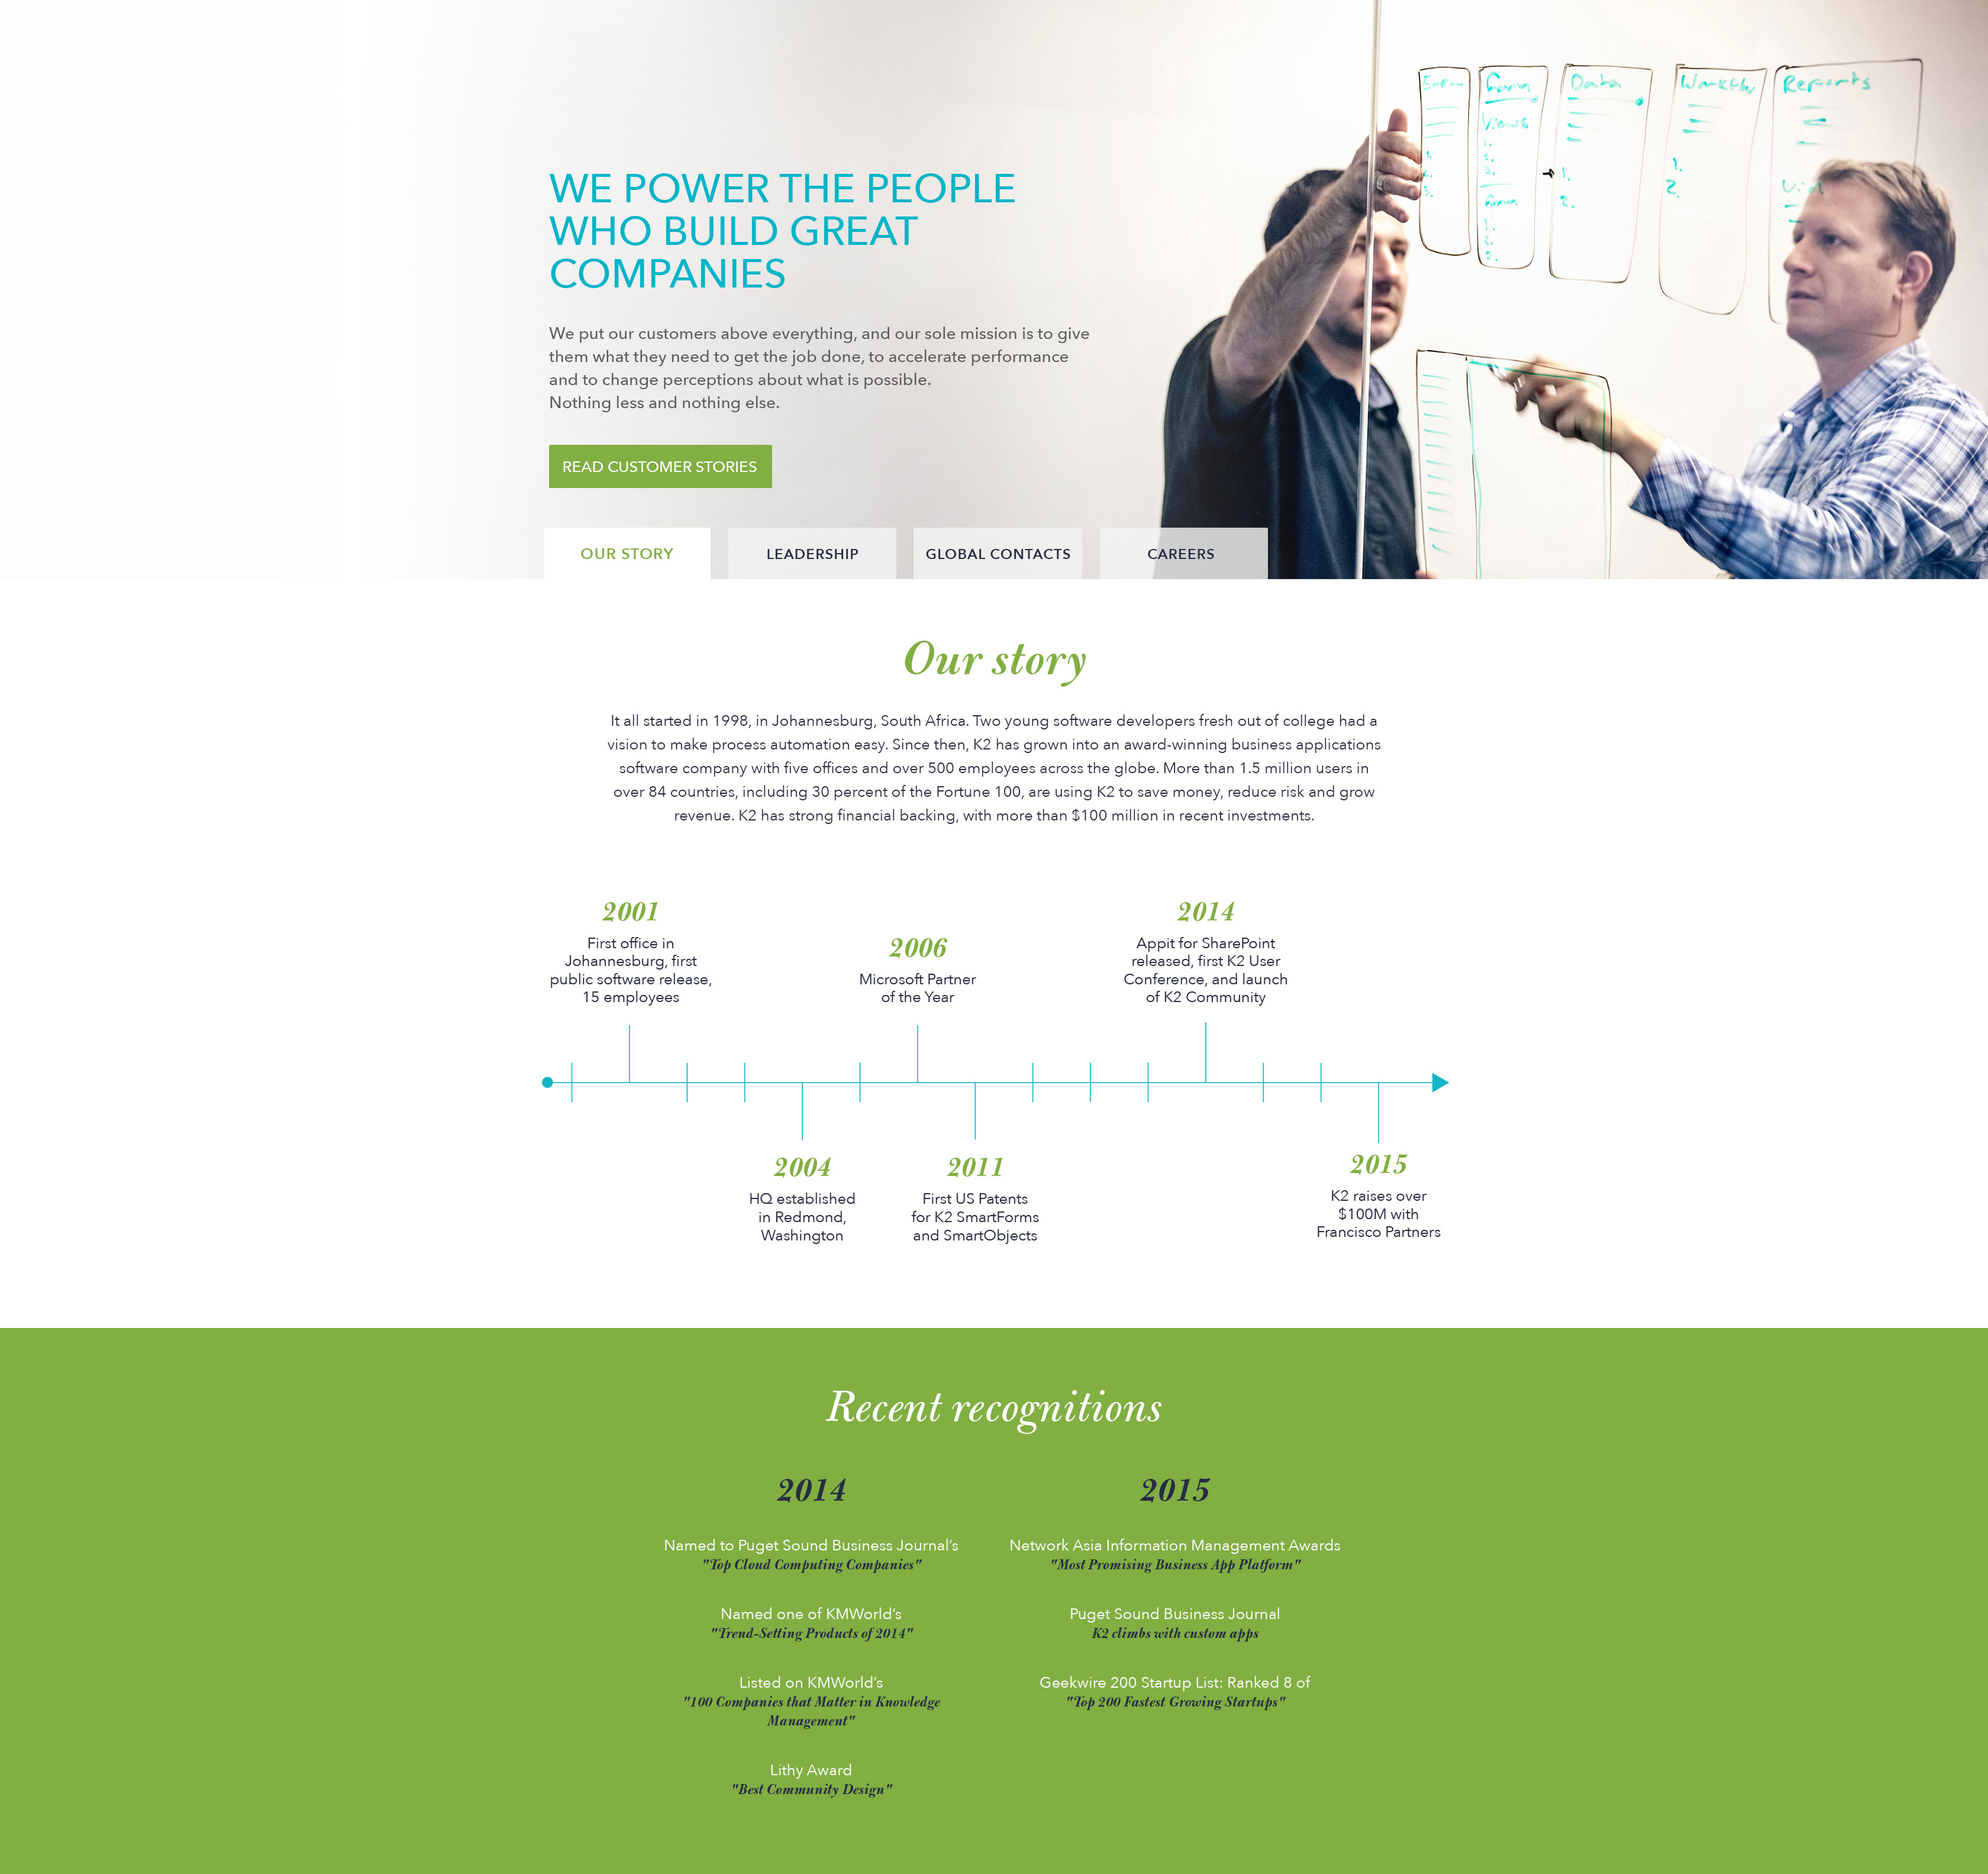 Form
Data
Reports
Views
1.
2.
1.
2.
WE POWER THE PEOPLE
WHO BUILD GREAT
COMPANIES
We put our customers above everything, and our sole mission is to give
them what they need to get the job done, to accelerate performance
and to change perceptions about what is possible.
Nothing less and nothing else.
READ CUSTOMER STORIES
OUR STORY
LEADERSHIP
GLOBAL CONTACTS
CAREERS
Our story
It all started in 1998, in Johannesburg, South Africa. Two young software developers fresh out of college had a
vision to make process automation easy. Since then, K2 has grown into an award-winning business applications
software company with five offices and over 500 employees across the globe. More than 1.5 million users in
over 84 countries, including 30 percent of the Fortune 100, are using K2 to save money, reduce risk and grow
revenue. K2 has strong financial backing, with more than $100 million in recent investments.
2001
First office in
Johannesburg, first
public software release,
15 employees
2006
Microsoft Partner
of the Year
2014
Appit for SharePoint
released, first K2 User
Conference, and launch
of K2 Community
2004
HQ established
in Redmond,
Washington
2011
First US Patents
for K2 SmartForms
and SmartObjects
2015
K2 raises over
$100M with
Francisco Partners
Recent recognitions
2014
Named to Puget Sound Business Journal's
"Top Cloud Computing Companies"
Named one of KMWorld's
"Trend-Setting Products of 2014"
Listed on KMWorld's
"100 Companies that Matter in Knowledge
Management"
Lithy Award
"Best Community Design"
2015
Network Asia Information Management Awards
"Most Promising Business App Platform"
Puget Sound Business Journal
K2 climbs with custom apps
Geekwire 200 Startup List: Ranked 8 of
"Top 200 Fastest Growing Startups"